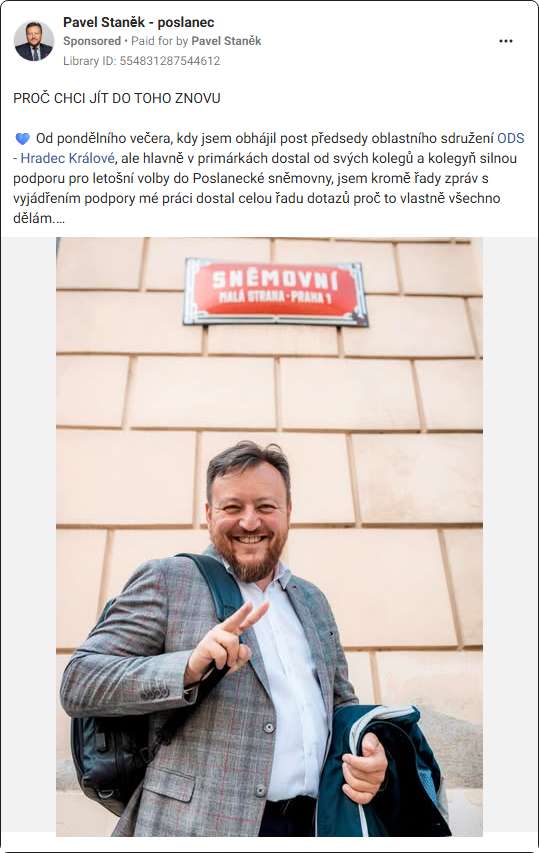 Pavel Staněk - poslanec
Sponsored • Paid for by Pavel Staněk
Library ID: 554831287544612
PROČ CHCI JÍT DO TOHO ZNOVU
💙 Od pondělního večera, kdy jsem obhájil post předsedy oblastního sdružení ODS
- Hradec Králové, ale hlavně v primárkách dostal od svých kolegů a kolegyň silnou
podporu pro letošní volby do Poslanecké sněmovny, jsem kromě řady zpráv s
vyjádřením podpory mé práci dostal celou řadu dotazů proč to vlastně všechno
dělám....
SNĚMOVNÍ
MALÁ STRANA - PRAHA 1